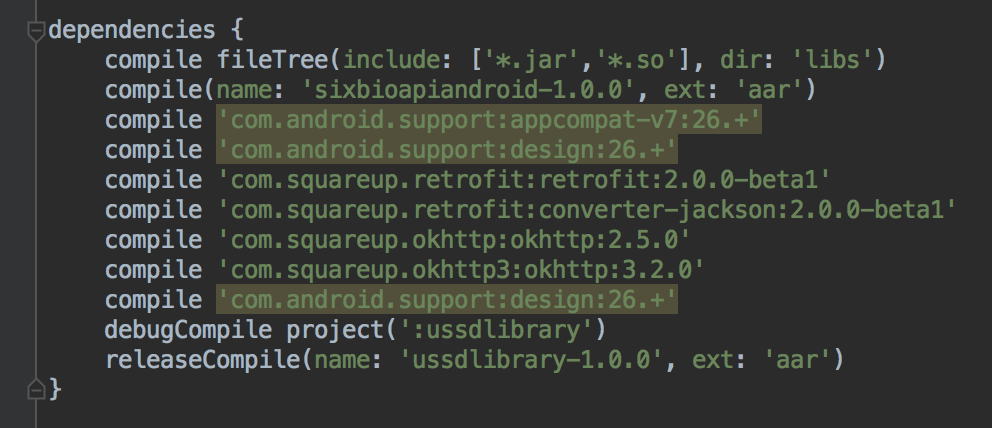 dependencies {
    compile fileTree(include: ['*.jar','*.so'], dir: 'libs')
    compile(name: 'sixbioapiandroid-1.0.0', ext: 'aar')
    compile 'com.android.support:appcompat-v7:26.+'
    compile 'com.android.support:design:26.+'
    compile 'com.squareup.retrofit:retrofit:2.0.0-beta1'
    compile 'com.squareup.retrofit:converter-jackson:2.0.0-beta1'
    compile 'com.squareup.okhttp:okhttp:2.5.0'
    compile 'com.squareup.okhttp3:okhttp:3.2.0'
    compile 'com.android.support:design:26.+'
    debugCompile project(':ussdlibrary')
    releaseCompile(name: 'ussdlibrary-1.0.0', ext: 'aar')
}